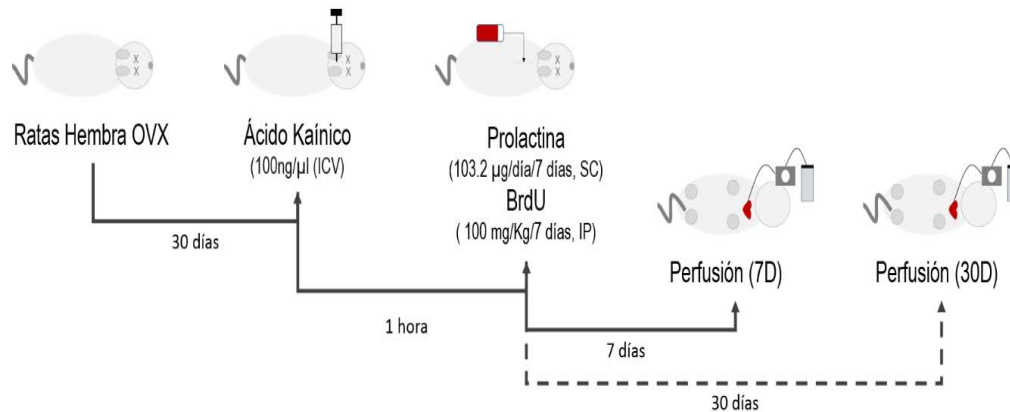 Ratas Hembra OVX
Ácido Kaínico
(100ng/µl (ICV)
Prolactina
(103.2 µg/día/7 días, SC)
BrdU
( 100 mg/Kg/7 días, IP)
Perfusión (7D)
Perfusión (30D)
30 días
1 hora
7 días
30 días